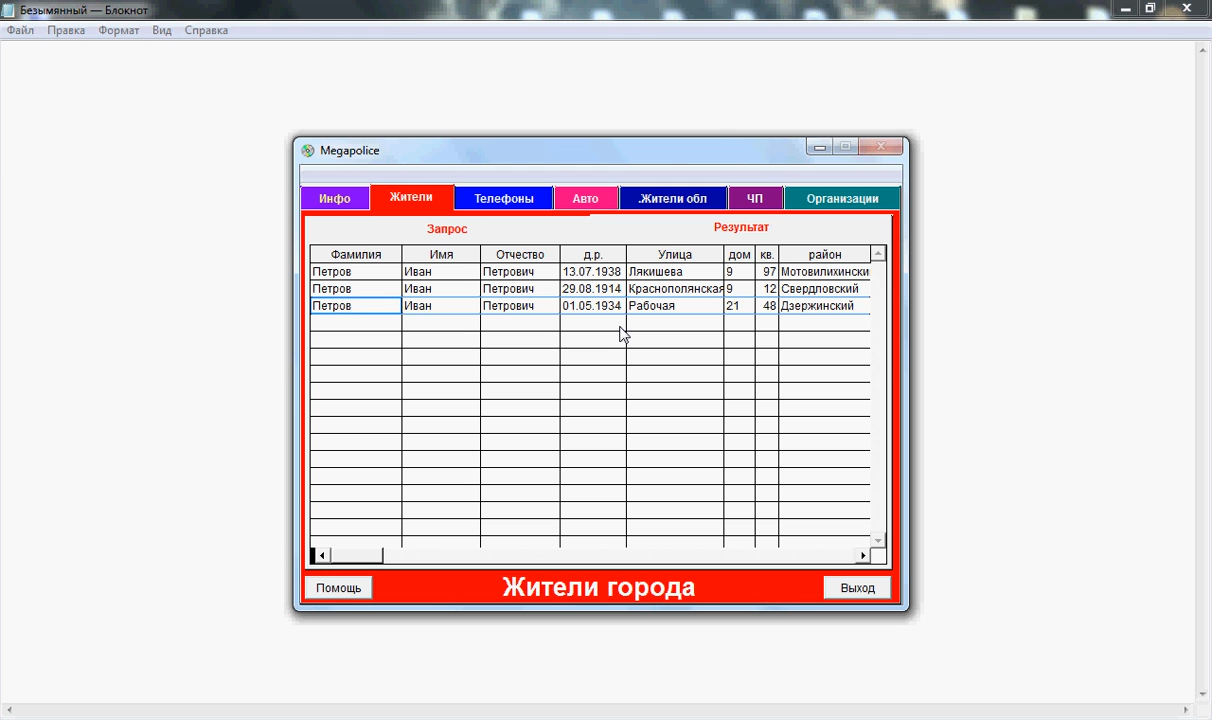 Безымянный — Блокнот
Файл Правка Формат Вид Справка
Megapolice
Инфо Жители Телефоны Авто .Жители обл ЧП Организации
Запрос Результат
Фамилия Имя Отчество д.р. Улица дом кв. район
Петров Иван Петрович 13.07.1938 Лякишева 9 97 Мотовилихински
Петров Иван Петрович 29.08.1914 Краснополянская 9 12 Свердловский
Петров Иван Петрович 01.05.1934 Рабочая 21 48 Дзержинский
Помощь Жители города Выход